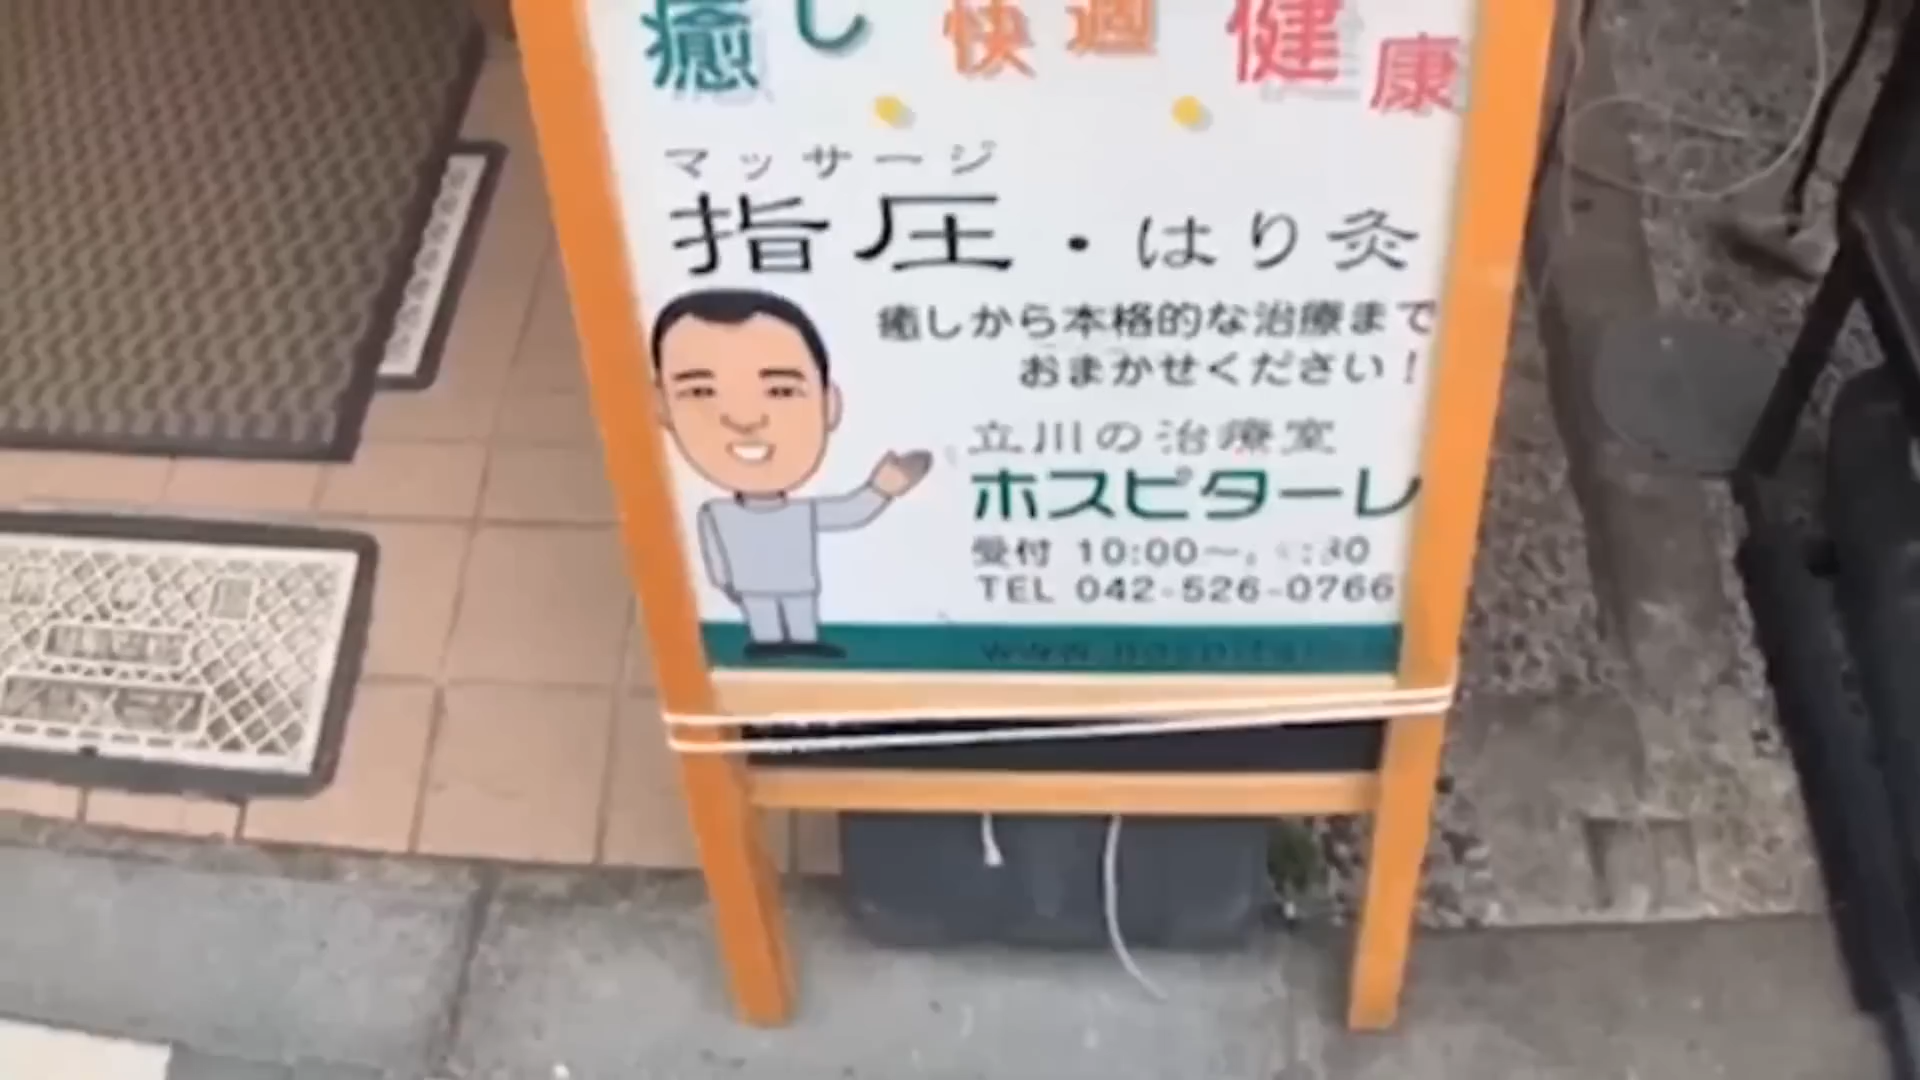 癒し 快適 健康
マッサージ
指圧・はり灸
癒しから本格的な治療まで
おまかせください！
立川の治療室
ホスピターレ
受付 10:00～
TEL 042-526-0766